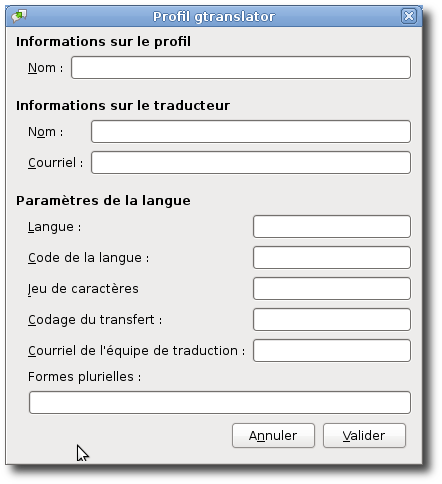 Profil gtranslator
Informations sur le profil
Nom :
Informations sur le traducteur
Nom :
Courriel :
Paramètres de la langue
Langue :
Code de la langue :
Jeu de caractères
Codage du transfert :
Courriel de l'équipe de traduction :
Formes plurielles :
Annuler Valider